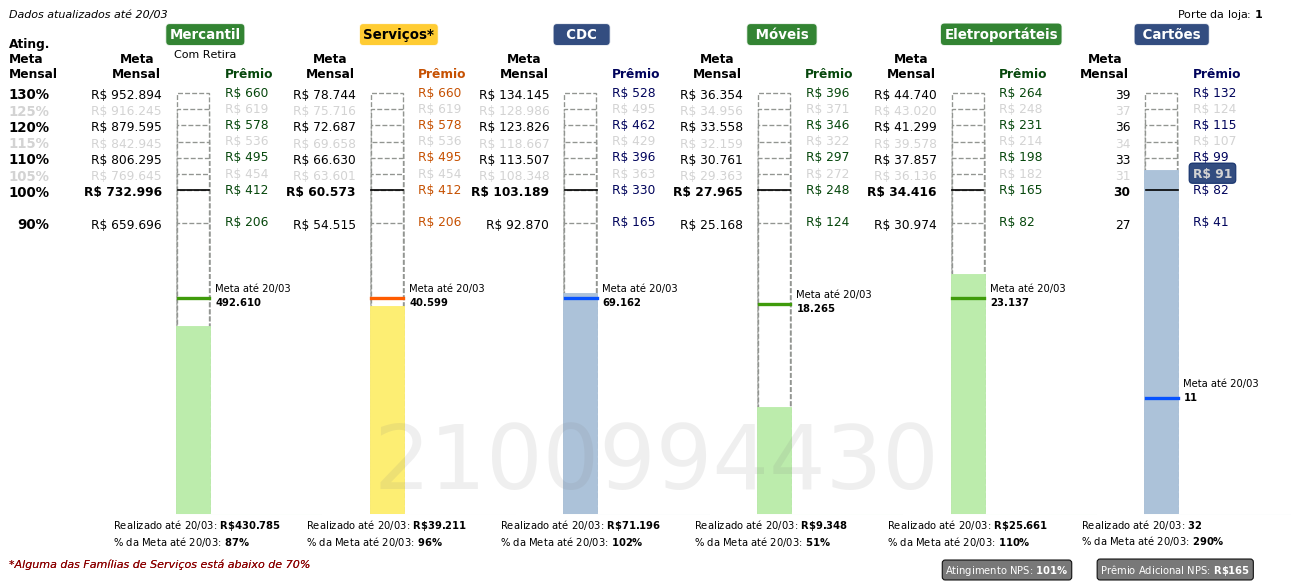 Dados atualizados até 20/03
Porte da loja: 1
Mercantil Serviços* CDC Móveis Eletroportáteis Cartões
Com Retira
Ating. Meta Mensal
Meta Mensal Prêmio Meta Mensal Prêmio Meta Mensal Prêmio Meta Mensal Prêmio Meta Mensal Prêmio Meta Mensal Prêmio
130% R$ 952.894 R$ 660 R$ 78.744 R$ 660 R$ 134.145 R$ 528 R$ 36.354 R$ 396 R$ 44.740 R$ 264 39 R$ 132
125% R$ 916.245 R$ 619 R$ 75.716 R$ 619 R$ 128.986 R$ 495 R$ 34.956 R$ 371 R$ 43.020 R$ 248 37 R$ 124
120% R$ 879.595 R$ 578 R$ 72.687 R$ 578 R$ 123.826 R$ 462 R$ 33.558 R$ 346 R$ 41.299 R$ 231 36 R$ 115
115% R$ 842.945 R$ 536 R$ 69.658 R$ 536 R$ 118.667 R$ 429 R$ 32.159 R$ 322 R$ 39.578 R$ 214 34 R$ 107
110% R$ 806.295 R$ 495 R$ 66.630 R$ 495 R$ 113.507 R$ 396 R$ 30.761 R$ 297 R$ 37.857 R$ 198 33 R$ 99
105% R$ 769.645 R$ 454 R$ 63.601 R$ 454 R$ 108.348 R$ 363 R$ 29.363 R$ 272 R$ 36.136 R$ 182 31 R$ 91
100% R$ 732.996 R$ 412 R$ 60.573 R$ 412 R$ 103.189 R$ 330 R$ 27.965 R$ 248 R$ 34.416 R$ 165 30 R$ 82
90% R$ 659.696 R$ 206 R$ 54.515 R$ 206 R$ 92.870 R$ 165 R$ 25.168 R$ 124 R$ 30.974 R$ 82 27 R$ 41
Meta até 20/03 Meta até 20/03 Meta até 20/03 Meta até 20/03 Meta até 20/03 Meta até 20/03
492.610 40.599 69.162 18.265 23.137 11
2100994430
Realizado até 20/03: R$430.785 Realizado até 20/03: R$39.211 Realizado até 20/03: R$71.196 Realizado até 20/03: R$9.348 Realizado até 20/03: R$25.661 Realizado até 20/03: 32
% da Meta até 20/03: 87% % da Meta até 20/03: 96% % da Meta até 20/03: 102% % da Meta até 20/03: 51% % da Meta até 20/03: 110% % da Meta até 20/03: 290%
*Alguma das Famílias de Serviços está abaixo de 70%
Atingimento NPS: 101% Prêmio Adicional NPS: R$165